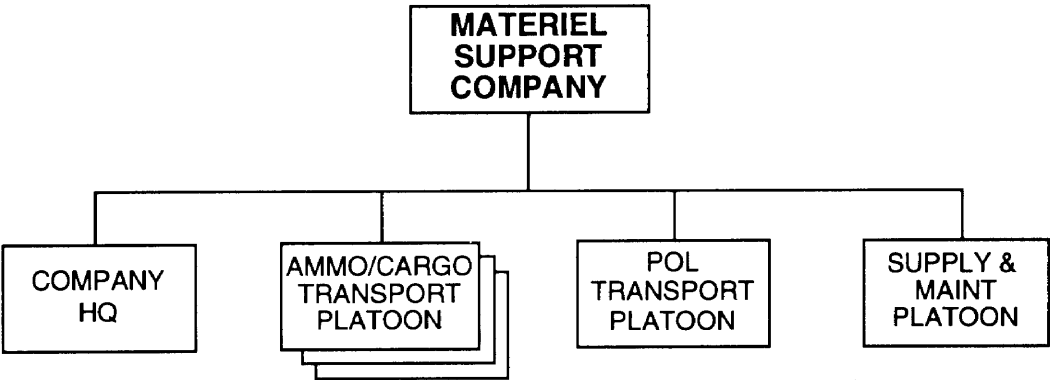 MATERIEL
SUPPORT
COMPANY
COMPANY
HQ
AMMO/CARGO
TRANSPORT
PLATOON
POL
TRANSPORT
PLATOON
SUPPLY &
MAINT
PLATOON